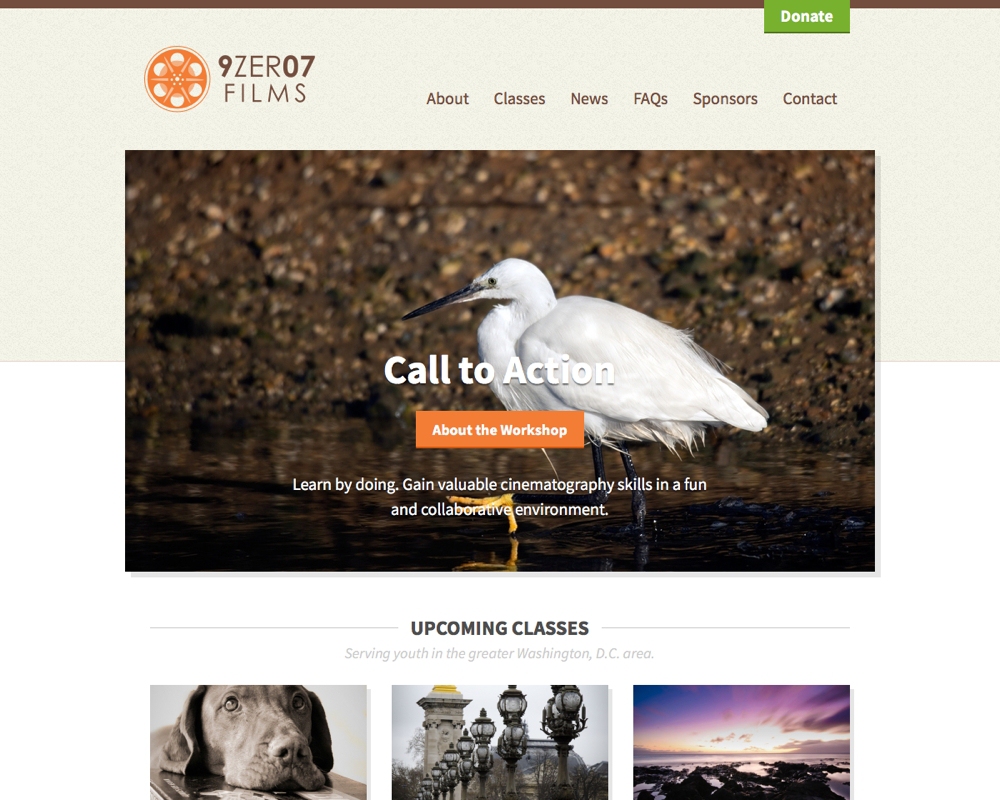 Donate
9ZERO7
FILMS
About Classes News FAQs Sponsors Contact
Call to Action
About the Workshop
Learn by doing. Gain valuable cinematography skills in a fun
and collaborative environment.
UPCOMING CLASSES
Serving youth in the greater Washington, D.C. area.